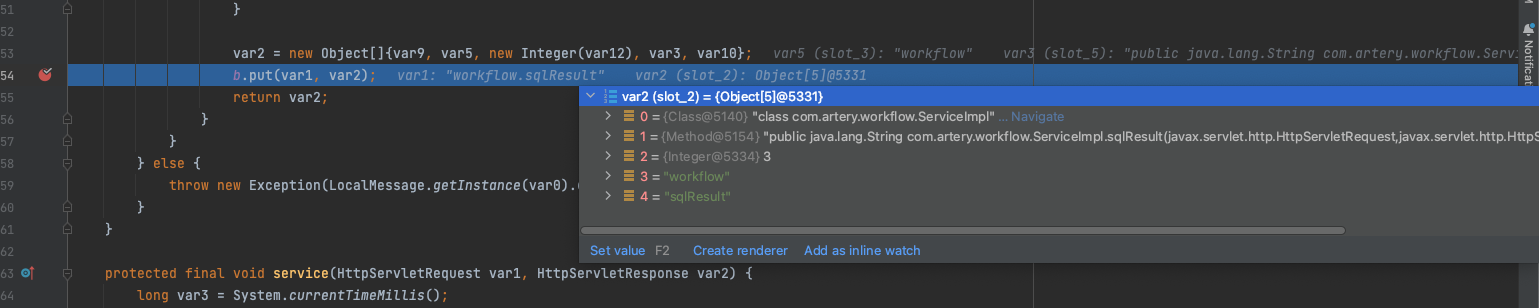 51 }
52
53 var2 = new Object[]{var9, var5, new Integer(var12), var3, var10}; var5 (slot_3): "workflow" var3 (slot_5): "public java.lang.String com.artery.workflow.Servi
54 b.put(var1, var2); var1: "workflow.sqlResult" var2 (slot_2): Object[5]@5331
55 return var2;
var2 (slot_2) = {Object[5]@5331}
56 }
0 = {Class@5140} "class com.artery.workflow.ServiceImpl" ... Navigate
57 }
1 = {Method@5154} "public java.lang.String com.artery.workflow.ServiceImpl.sqlResult(javax.servlet.http.HttpServletRequest,javax.servlet.http.HttpS
58 } else {
2 = {Integer@5334} 3
59 throw new Exception(LocalMessage.getInstance(var0).
3 = "workflow"
60 }
4 = "sqlResult"
61 }
62
Set value F2 Create renderer Add as inline watch
63 protected final void service(HttpServletRequest var1, HttpServletResponse var2) {
64 long var3 = System.currentTimeMillis();
Notificat